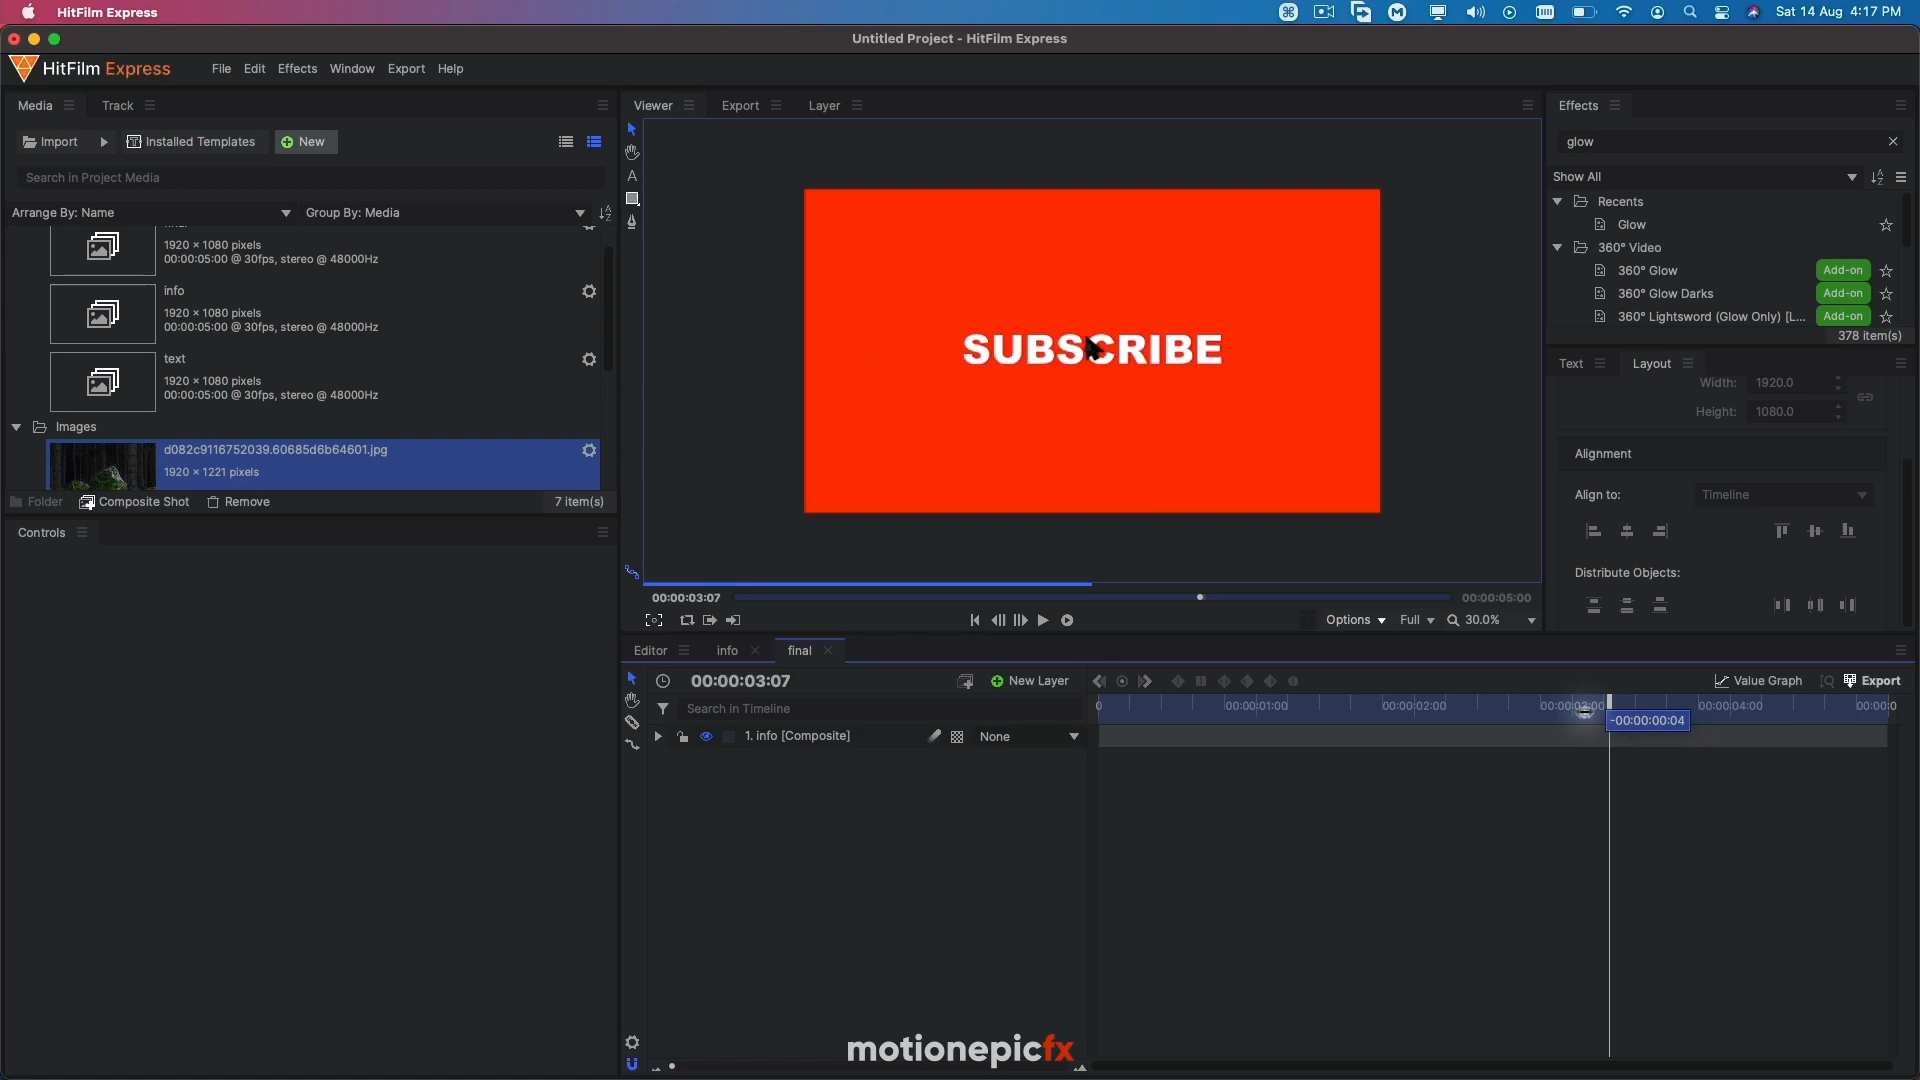 HitFilm Express
Sat 14 Aug 4:17 PM
Untitled Project - HitFilm Express
HitFilm Express
File Edit Effects Window Export Help
Media
Track
Import
Installed Templates
New
Search in Project Media
Arrange By: Name
Group By: Media
1920 × 1080 pixels
00:00:05:00 @ 30fps, stereo @ 48000Hz
info
1920 × 1080 pixels
00:00:05:00 @ 30fps, stereo @ 48000Hz
text
1920 × 1080 pixels
00:00:05:00 @ 30fps, stereo @ 48000Hz
Images
d082c9116752039.60685d6b64601.jpg
1920 × 1221 pixels
Folder
Composite Shot
Remove
7 item(s)
Controls
Viewer
Export
Layer
A
SUBSCRIBE
00:00:03:07
00:00:05:00
Options
Full
30.0%
Effects
glow
Show All
Recents
Glow
360° Video
360° Glow
Add-on
360° Glow Darks
Add-on
360° Lightsword (Glow Only) [L...
Add-on
378 item(s)
Text
Layout
Width: 1920.0
Height: 1080.0
Alignment
Align to:
Timeline
Distribute Objects:
Editor
info
final
00:00:03:07
New Layer
Value Graph
Export
Search in Timeline
0
00:00:01:00
00:00:02:00
00:00:03:00
00:00:04:00
00:00:0
-00:00:00:04
1. info [Composite]
None
motionepicfx